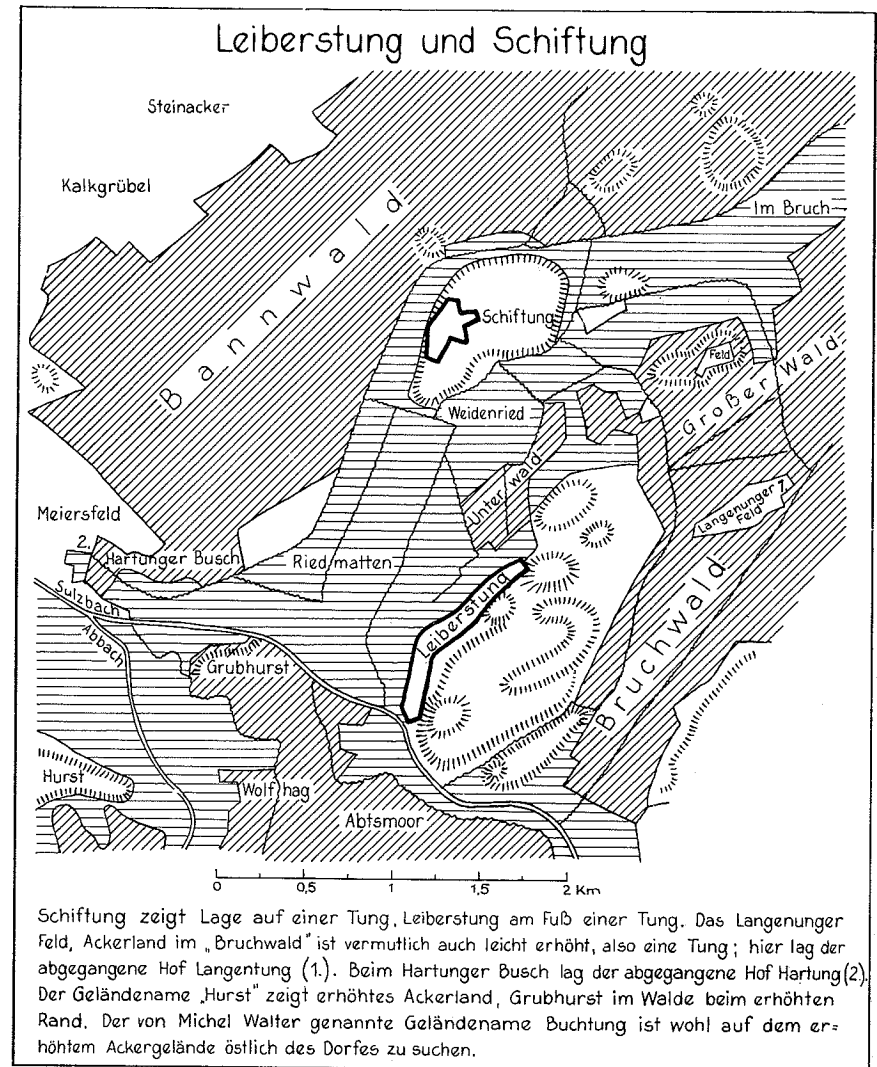 Leiberstung und Schiftung
Steinacker
Kalkgrübel
Im Bruch
Bannwald
Schiftung
Feld
Großer Wald
Weidenried
Unterwald
Langenunger 1.
Feld
Meiersfeld
2.
Hartunger Busch
Riedmatten
Sulzbach
Abbach
Leiberstung
Grubhurst
Bruchwald
Hurst
Wolfhag
Abtsmoor
0 0,5 1 1,5 2 Km
Schiftung zeigt Lage auf einer Tung, Leiberstung am Fuß einer Tung. Das Langenunger
Feld, Ackerland im „Bruchwald" ist vermutlich auch leicht erhöht, also eine Tung; hier lag der
abgegangene Hof Langentung (1.). Beim Hartunger Busch lag der abgegangene Hof Hartung (2).
Der Geländename „Hurst" zeigt erhöhtes Ackerland, Grubhurst im Walde beim erhöhten
Rand. Der von Michel Walter genannte Geländename Buchtung ist wohl auf dem er=
höhtem Ackergelände östlich des Dorfes zu suchen.